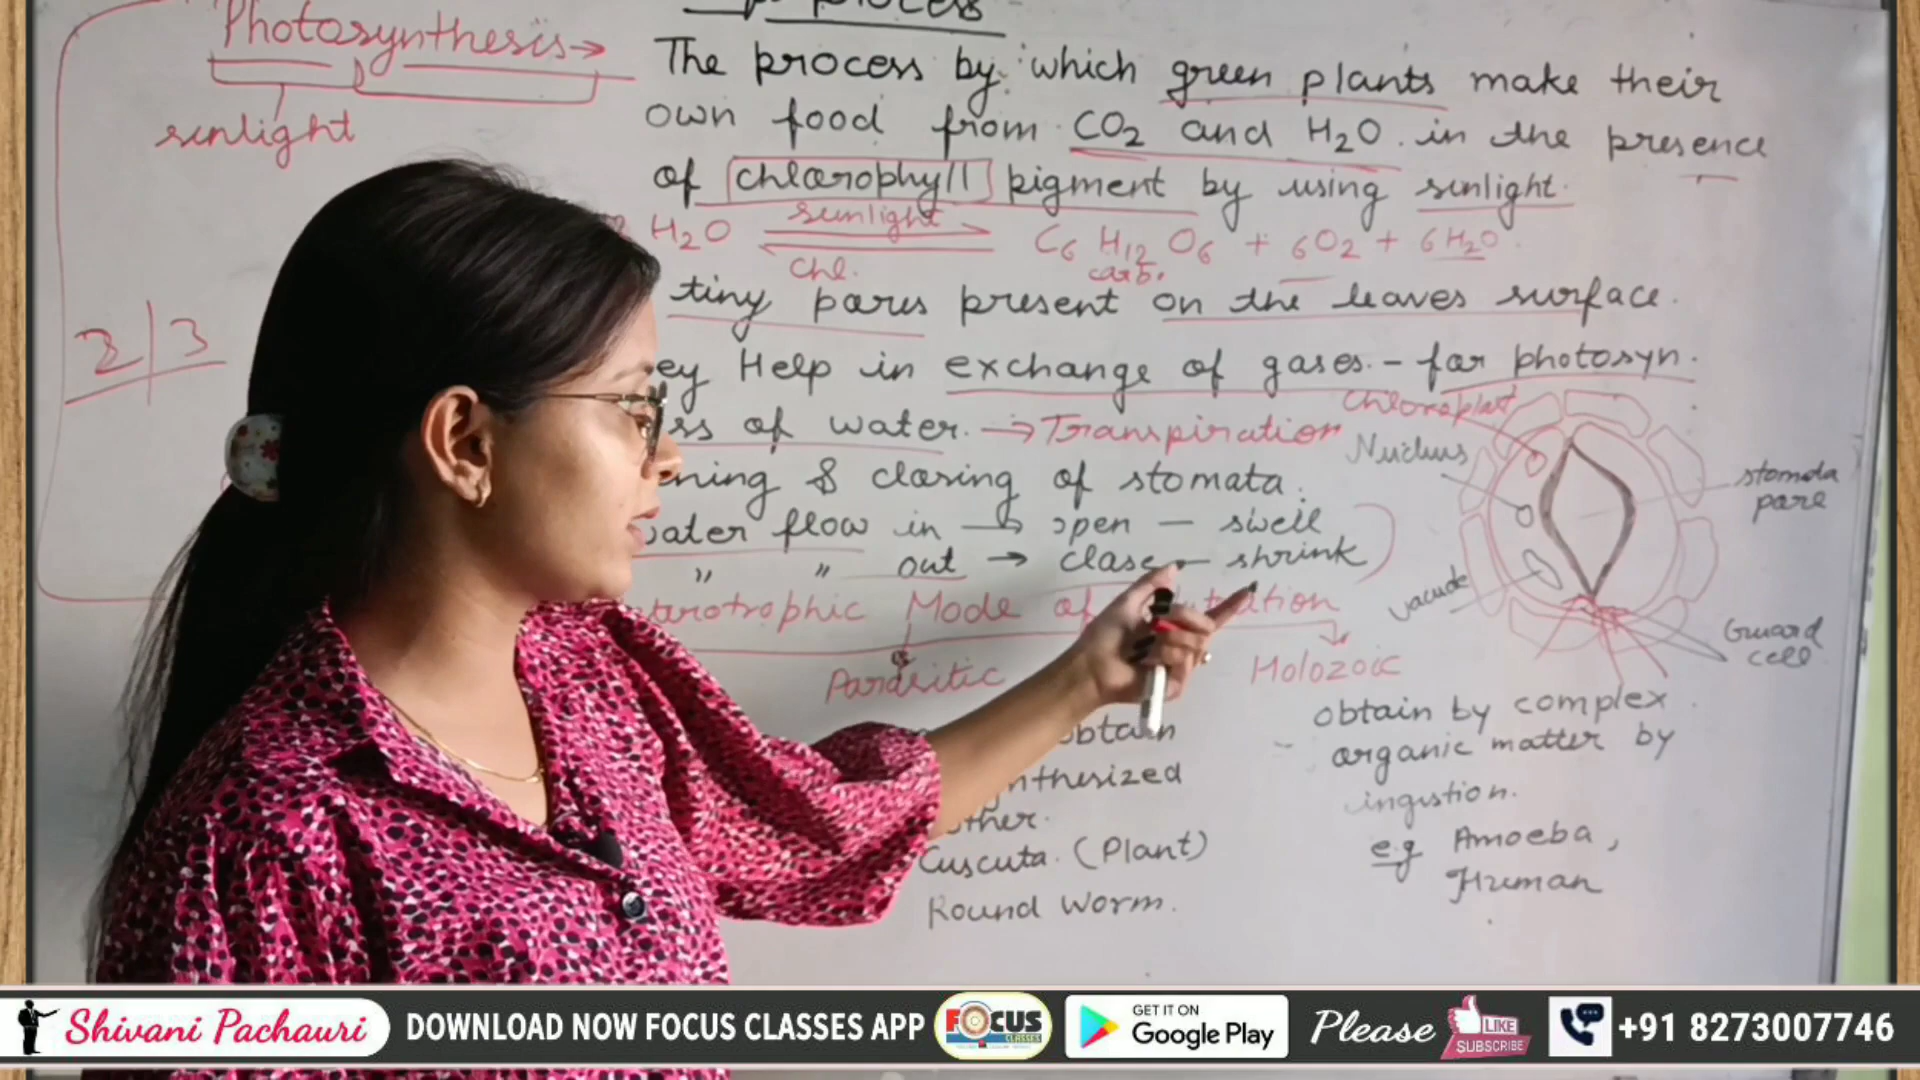 Photosynthesis →
sunlight
process
The process by which green plants make their
own food from CO2 and H2O in the presence
of chlorophyll pigment by using sunlight.
H2O sunlight C6 H12 O6 + 6O2 + 6H2O.
Chl. carb.
tiny pores present on the leaves surface.
Help in exchange of gases - for photosyn.
of water. → Transpiration
closing of stomata.
flow in → open - swell
" " out → close - shrink
Mode of
Parasitic
Holozoic
obtain
Cuscuta. (Plant)
Round Worm.
obtain by complex
organic matter by
ingistion.
e.g Amoeba,
Human
Chloroplast
Nucleus
stomata
pore
vacuole
Guard
cell
Shivani Pachauri
DOWNLOAD NOW FOCUS CLASSES APP
FOCUS
CLASSES
GET IT ON
Google Play
Please
LIKE
SUBSCRIBE
+91 8273007746